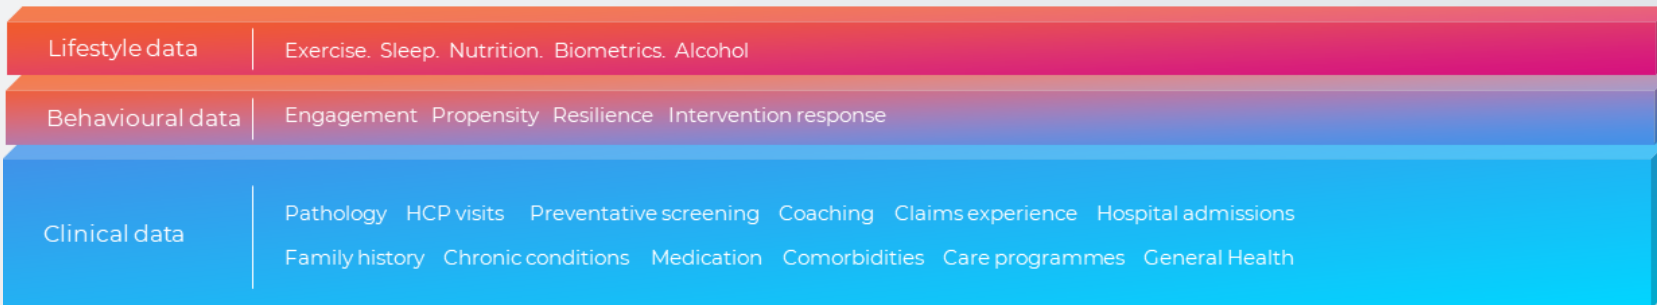 Lifestyle data
Exercise. Sleep. Nutrition. Biometrics. Alcohol
Behavioural data
Engagement Propensity Resilience Intervention response
Clinical data
Pathology HCP visits Preventative screening Coaching Claims experience Hospital admissions
Family history Chronic conditions Medication Comorbidities Care programmes General Health